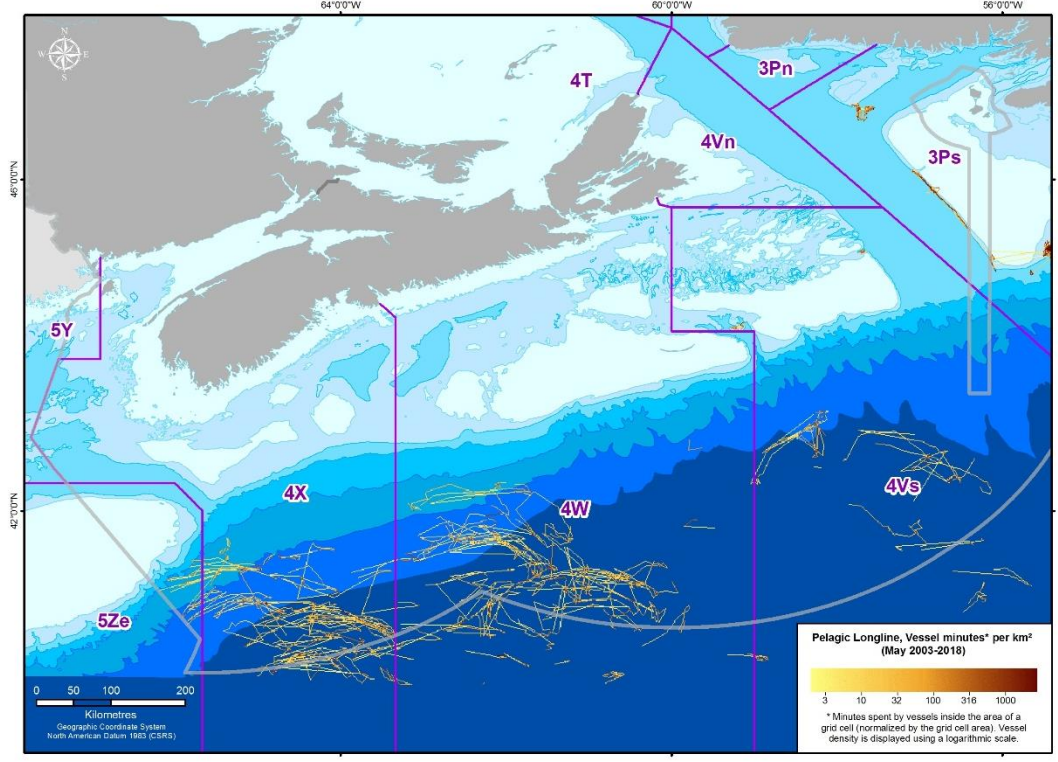 64°0'0"W 60°0'0"W 56°0'0"W
N
W E
S
4T
3Pn
4Vn
3Ps
46°0'0"N
5Y
4X
4W
4Vs
42°0'0"N
5Ze
0 50 100 200
Kilometres
Geographic Coordinate System
North American Datum 1983 (CSRS)
Pelagic Longline, Vessel minutes* per km²
(May 2003-2018)
3 10 32 100 316 1000
* Minutes spent by vessels inside the area of a
grid cell (normalized by the grid cell area). Vessel
density is displayed using a logarithmic scale.